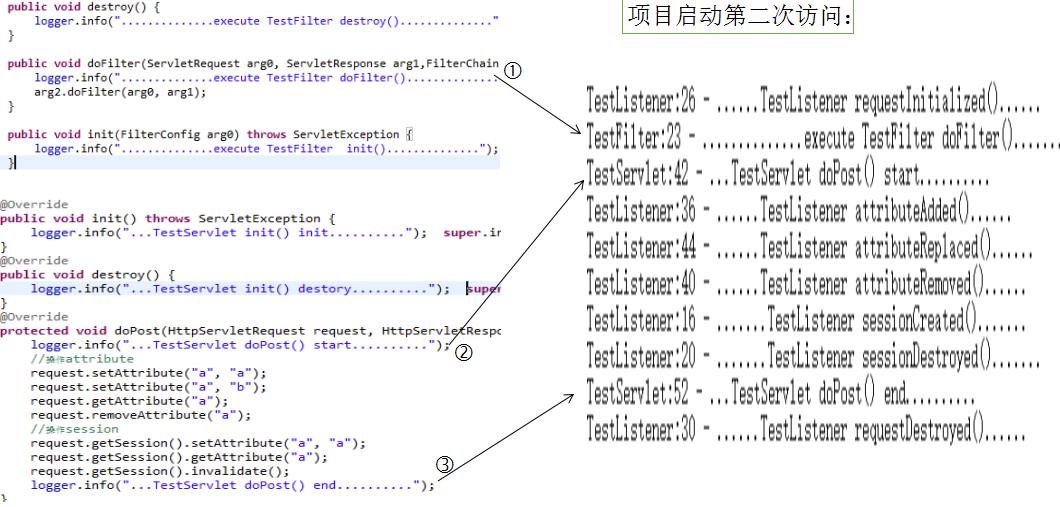 public void destroy() {
logger.info("..............execute TestFilter destroy().............."
}
public void doFilter(ServletRequest arg0, ServletResponse arg1,FilterChain
logger.info("..............execute TestFilter doFilter()..............
arg2.doFilter(arg0, arg1);
}
public void init(FilterConfig arg0) throws ServletException {
logger.info("..............execute TestFilter  init()..............");
}
@Override
public void init() throws ServletException {
logger.info("...TestServlet init() init..........");  super.in
}
@Override
public void destroy() {
logger.info("...TestServlet init() destory..........");  super
}
@Override
protected void doPost(HttpServletRequest request, HttpServletRespo
logger.info("...TestServlet doPost() start..........");
//操作attribute
request.setAttribute("a", "a");
request.setAttribute("a", "b");
request.getAttribute("a");
request.removeAttribute("a");
//操作session
request.getSession().setAttribute("a", "a");
request.getSession().getAttribute("a");
request.getSession().invalidate();
logger.info("...TestServlet doPost() end..........");
}
①
②
③
项目启动第二次访问：
TestListener:26 - ......TestListener requestInitialized()......
TestFilter:23 - ..............execute TestFilter doFilter().......
TestServlet:42 - ...TestServlet doPost() start..........
TestListener:36 - ......TestListener attributeAdded()......
TestListener:44 - ......TestListener attributeReplaced()......
TestListener:40 - ......TestListener attributeRemoved()......
TestListener:16 - .......TestListener sessionCreated().......
TestListener:20 - .......TestListener sessionDestroyed().......
TestServlet:52 - ...TestServlet doPost() end..........
TestListener:30 - ......TestListener requestDestroyed()......